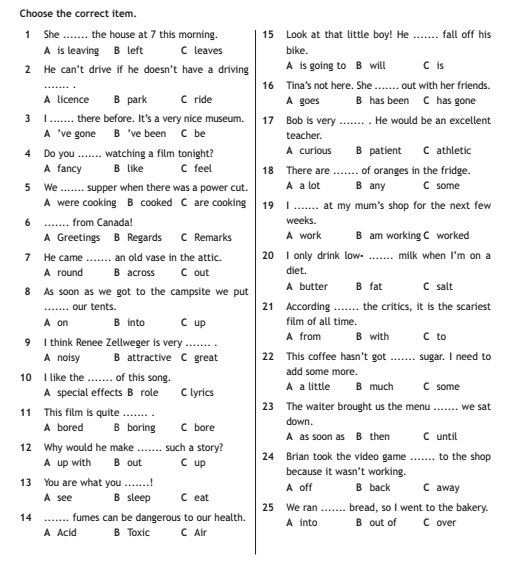 Choose the correct item.
1 She ....... the house at 7 this morning.
A is leaving B left C leaves
2 He can't drive if he doesn't have a driving
....... .
A licence B park C ride
3 I ....... there before. It's a very nice museum.
A 've gone B 've been C be
4 Do you ....... watching a film tonight?
A fancy B like C feel
5 We ....... supper when there was a power cut.
A were cooking B cooked C are cooking
6 ....... from Canada!
A Greetings B Regards C Remarks
7 He came ....... an old vase in the attic.
A round B across C out
8 As soon as we got to the campsite we put
....... our tents.
A on B into C up
9 I think Renee Zellweger is very ....... .
A noisy B attractive C great
10 I like the ....... of this song.
A special effects B role C lyrics
11 This film is quite ....... .
A bored B boring C bore
12 Why would he make ....... such a story?
A up with B out C up
13 You are what you .......!
A see B sleep C eat
14 ....... fumes can be dangerous to our health.
A Acid B Toxic C Air
15 Look at that little boy! He ....... fall off his
bike.
A is going to B will C is
16 Tina's not here. She ....... out with her friends.
A goes B has been C has gone
17 Bob is very ....... . He would be an excellent
teacher.
A curious B patient C athletic
18 There are ....... of oranges in the fridge.
A a lot B any C some
19 I ....... at my mum's shop for the next few
weeks.
A work B am working C worked
20 I only drink low- ....... milk when I'm on a
diet.
A butter B fat C salt
21 According ....... the critics, it is the scariest
film of all time.
A from B with C to
22 This coffee hasn't got ....... sugar. I need to
add some more.
A a little B much C some
23 The waiter brought us the menu ....... we sat
down.
A as soon as B then C until
24 Brian took the video game ....... to the shop
because it wasn't working.
A off B back C away
25 We ran ....... bread, so I went to the bakery.
A into B out of C over